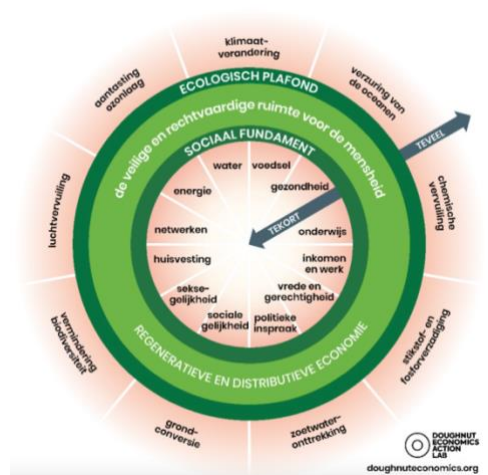 klimaat-
verandering
verzuring van
de oceanen
chemische
vervuiling
stikstof- en
fosforverzadiging
zoetwater-
onttrekking
grond-
conversie
vermindering
biodiversiteit
luchtvervuiling
aantasting
ozonlaag
ECOLOGISCH PLAFOND
de veilige en rechtvaardige ruimte voor de mensheid
SOCIAAL FUNDAMENT
water
voedsel
gezondheid
onderwijs
inkomen
en werk
vrede en
gerechtigheid
politieke
inspraak
sociale
gelijkheid
sekse-
gelijkheid
huisvesting
netwerken
energie
TEKORT
TEVEEL
REGENERATIEVE EN DISTRIBUTIEVE ECONOMIE
DOUGHNUT
ECONOMICS
ACTION
LAB
doughnuteconomics.org